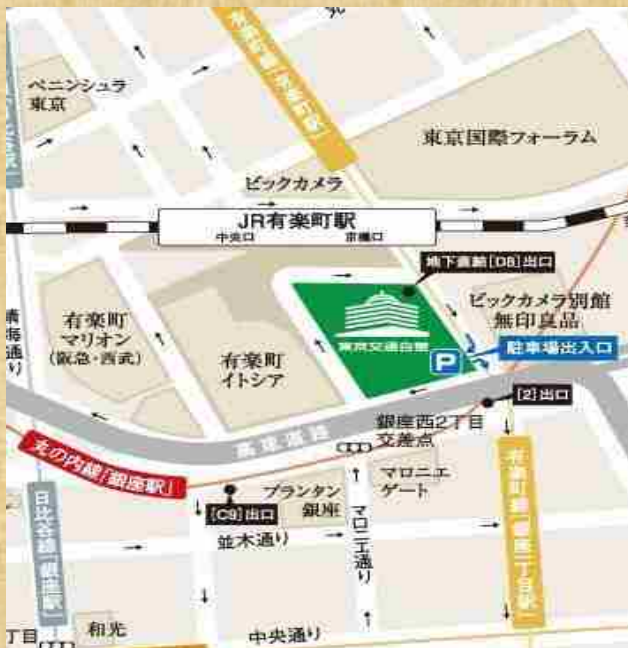 ペニンシュラ
東京
有楽町線「有楽町駅」
東京国際フォーラム
ビックカメラ
JR有楽町駅
中央口
京橋口
地下直結[D8]出口
ビックカメラ別館
無印良品
有楽町
マリオン
(阪急・西武)
有楽町
イトシア
東京交通会館
P
駐車場出入口
晴海通り
[2]出口
高速道路
銀座西2丁目
交差点
丸の内線「銀座駅」
マロニエ
ゲート
プランタン
銀座
[C9]出口
並木通り
マロニエ通り
有楽町線「銀座一丁目駅」
日比谷線「銀座駅」
和光
丁目
中央通り